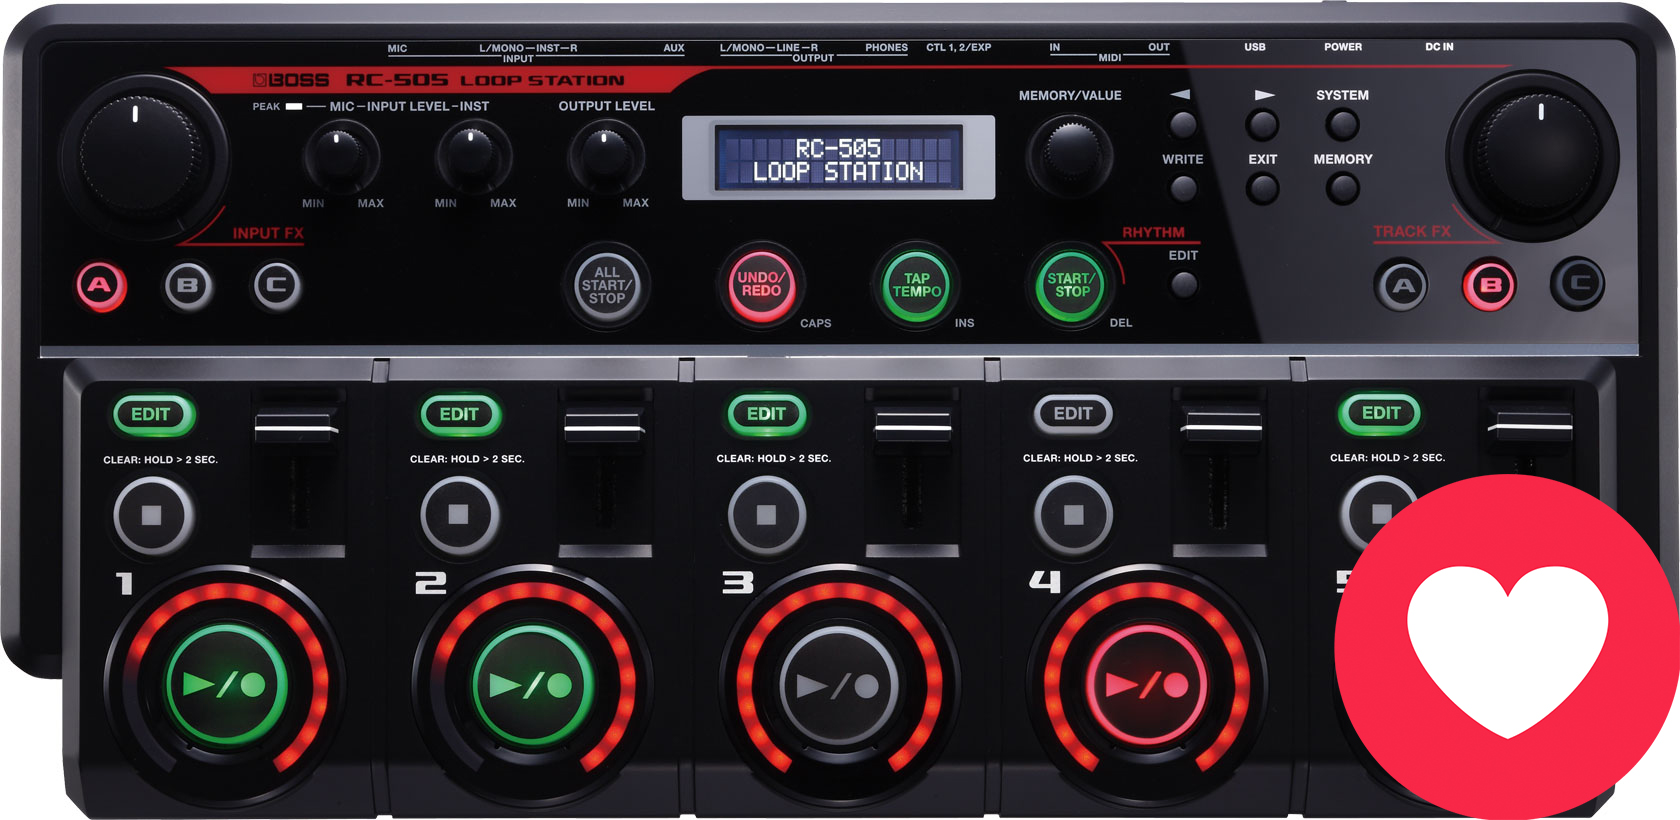 MIC L/MONO–INST–R AUX L/MONO–LINE–R PHONES CTL 1, 2/EXP IN OUT USB POWER DC IN
INPUT OUTPUT MIDI
BOSS RC-505 LOOP STATION
PEAK MIC–INPUT LEVEL–INST OUTPUT LEVEL
MIN MAX MIN MAX MIN MAX
RC-505
LOOP STATION
MEMORY/VALUE SYSTEM
WRITE EXIT MEMORY
INPUT FX RHYTHM TRACK FX
EDIT
A B C
ALL
START/
STOP
UNDO/
REDO
CAPS
TAP
TEMPO
INS
START/
STOP
DEL
A B C
EDIT EDIT EDIT EDIT EDIT
CLEAR: HOLD > 2 SEC. CLEAR: HOLD > 2 SEC. CLEAR: HOLD > 2 SEC. CLEAR: HOLD > 2 SEC. CLEAR: HOLD > 2 SEC.
1 2 3 4 5